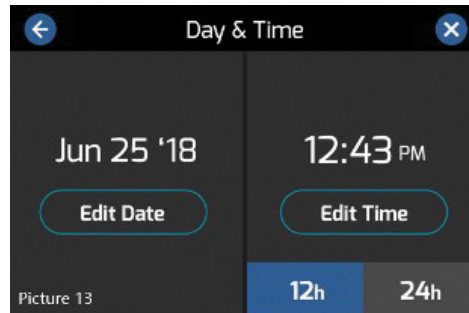 Day & Time
Jun 25 '18
12:43 PM
Edit Date
Edit Time
Picture 13
12h
24h